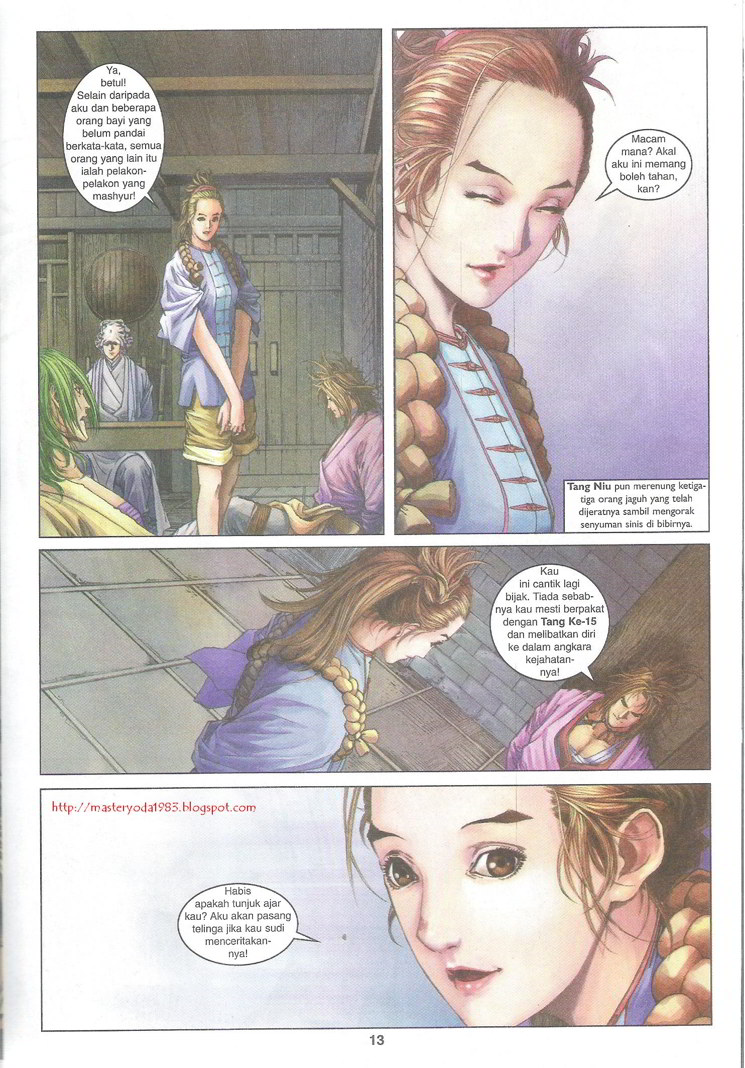 Ya,
betul!
Selain daripada
aku dan beberapa
orang bayi yang
belum pandai
berkata-kata, semua
orang yang lain itu
ialah pelakon-
pelakon yang
mashyur!
Macam
mana? Akal
aku ini memang
boleh tahan,
kan?
Tang Niu pun merenung ketiga-
tiga orang jaguh yang telah
dijeratnya sambil mengorak
senyuman sinis di bibirnya.
Kau
ini cantik lagi
bijak. Tiada sebab-
nya kau mesti berpakat
dengan Tang Ke-15
dan melibatkan diri
ke dalam angkara
kejahatan-
nya!
http://masteryoda1983.blogspot.com
Habis
apakah tunjuk ajar
kau? Aku akan pasang
telinga jika kau sudi
menceritakan-
nya!
13